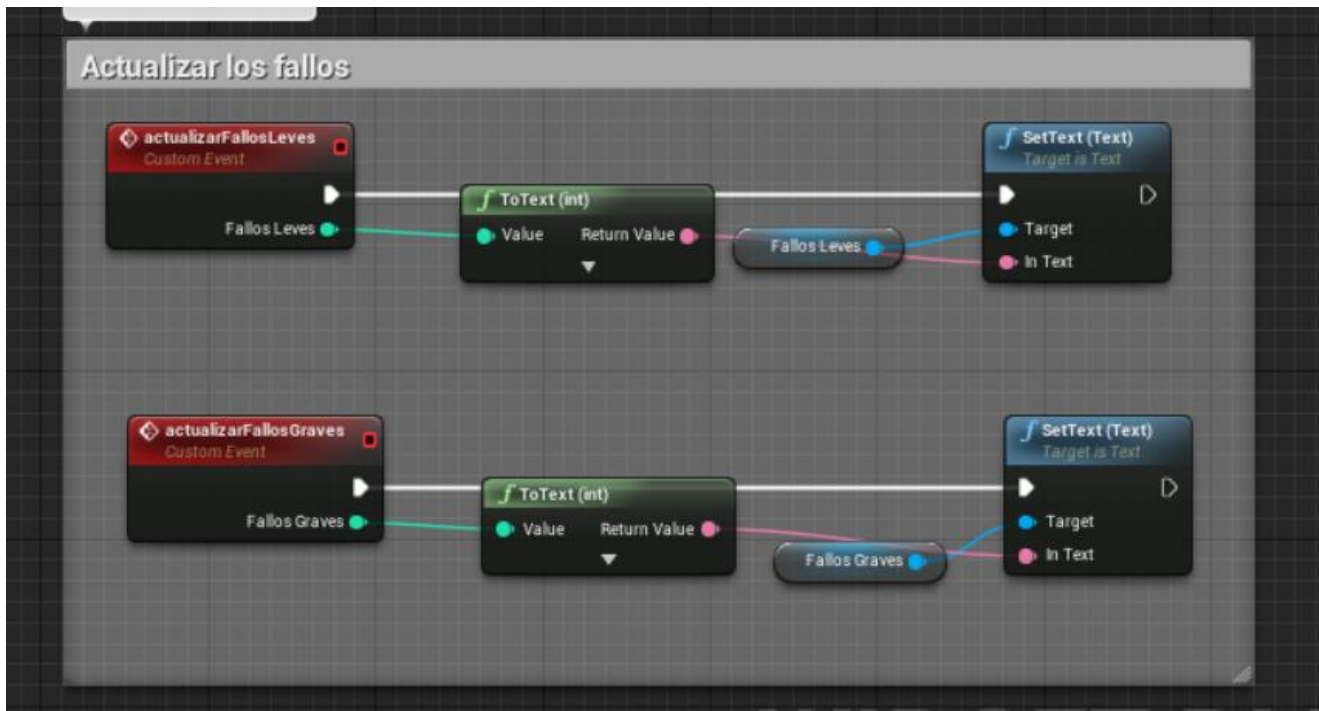 Actualizar los fallos
actualizarFallosLeves
Custom Event
Fallos Leves
ToText (int)
Value Return Value
Fallos Leves
SetText (Text)
Target is Text
Target
In Text
actualizarFallosGraves
Custom Event
Fallos Graves
ToText (int)
Value Return Value
Fallos Graves
SetText (Text)
Target is Text
Target
In Text